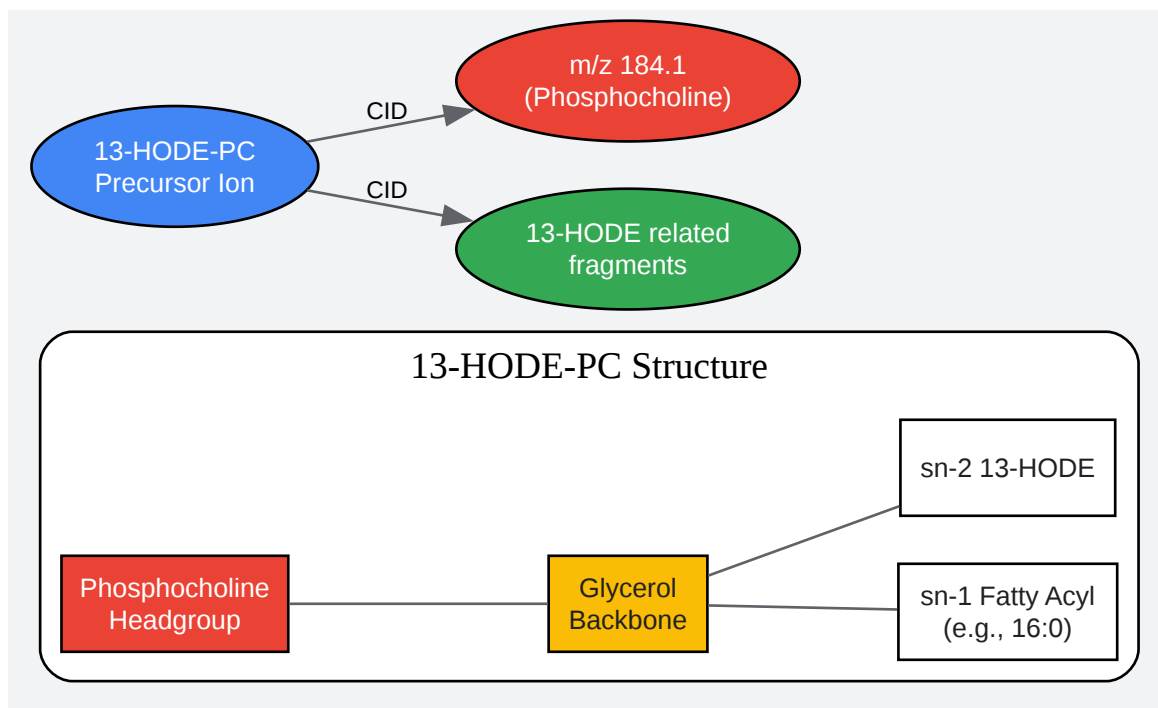 m/z 184.1
(Phosphocholine)
CID
13-HODE-PC
Precursor Ion
CID
13-HODE related
fragments
13-HODE-PC Structure
sn-2 13-HODE
Phosphocholine
Headgroup
Glycerol
Backbone
sn-1 Fatty Acyl
(e.g., 16:0)